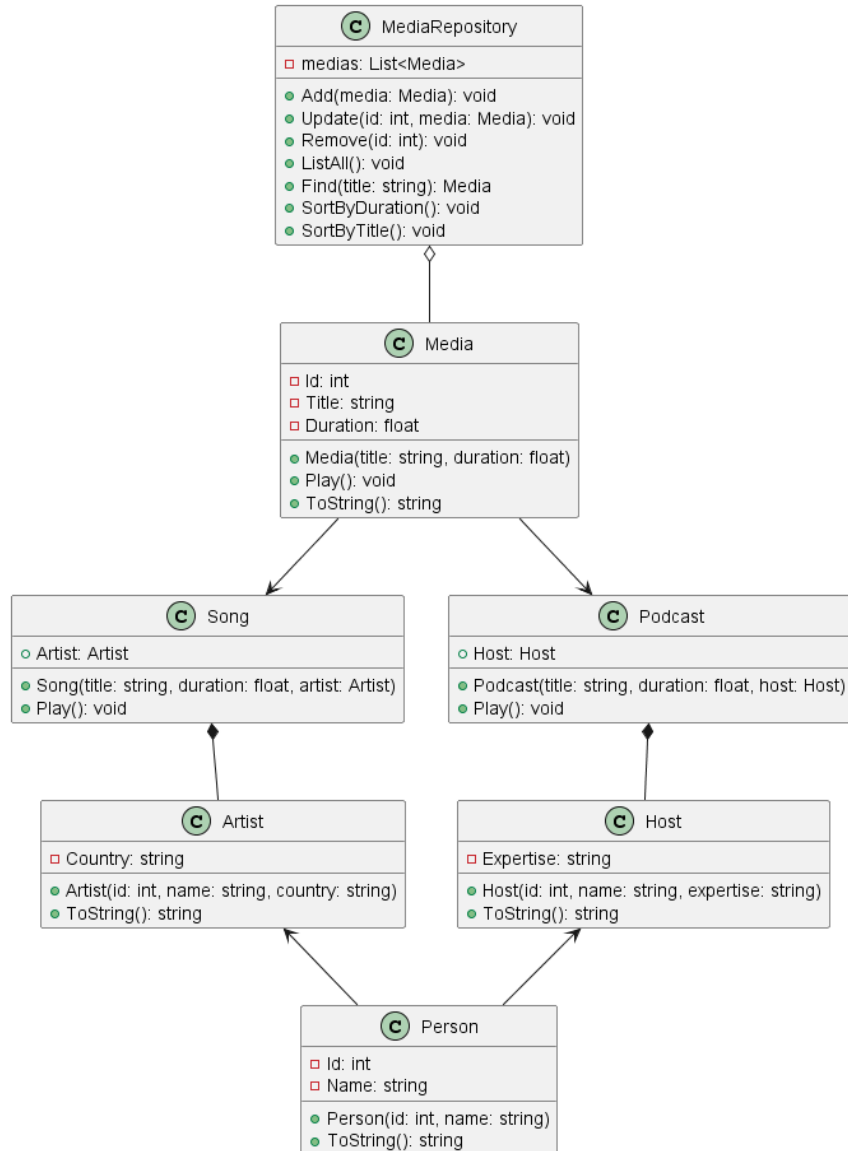 C MediaRepository
medias: List<Media>
Add(media: Media): void
Update(id: int, media: Media): void
Remove(id: int): void
ListAll(): void
Find(title: string): Media
SortByDuration(): void
SortByTitle(): void
C Media
Id: int
Title: string
Duration: float
Media(title: string, duration: float)
Play(): void
ToString(): string
C Song
Artist: Artist
Song(title: string, duration: float, artist: Artist)
Play(): void
C Podcast
Host: Host
Podcast(title: string, duration: float, host: Host)
Play(): void
C Artist
Country: string
Artist(id: int, name: string, country: string)
ToString(): string
C Host
Expertise: string
Host(id: int, name: string, expertise: string)
ToString(): string
C Person
Id: int
Name: string
Person(id: int, name: string)
ToString(): string